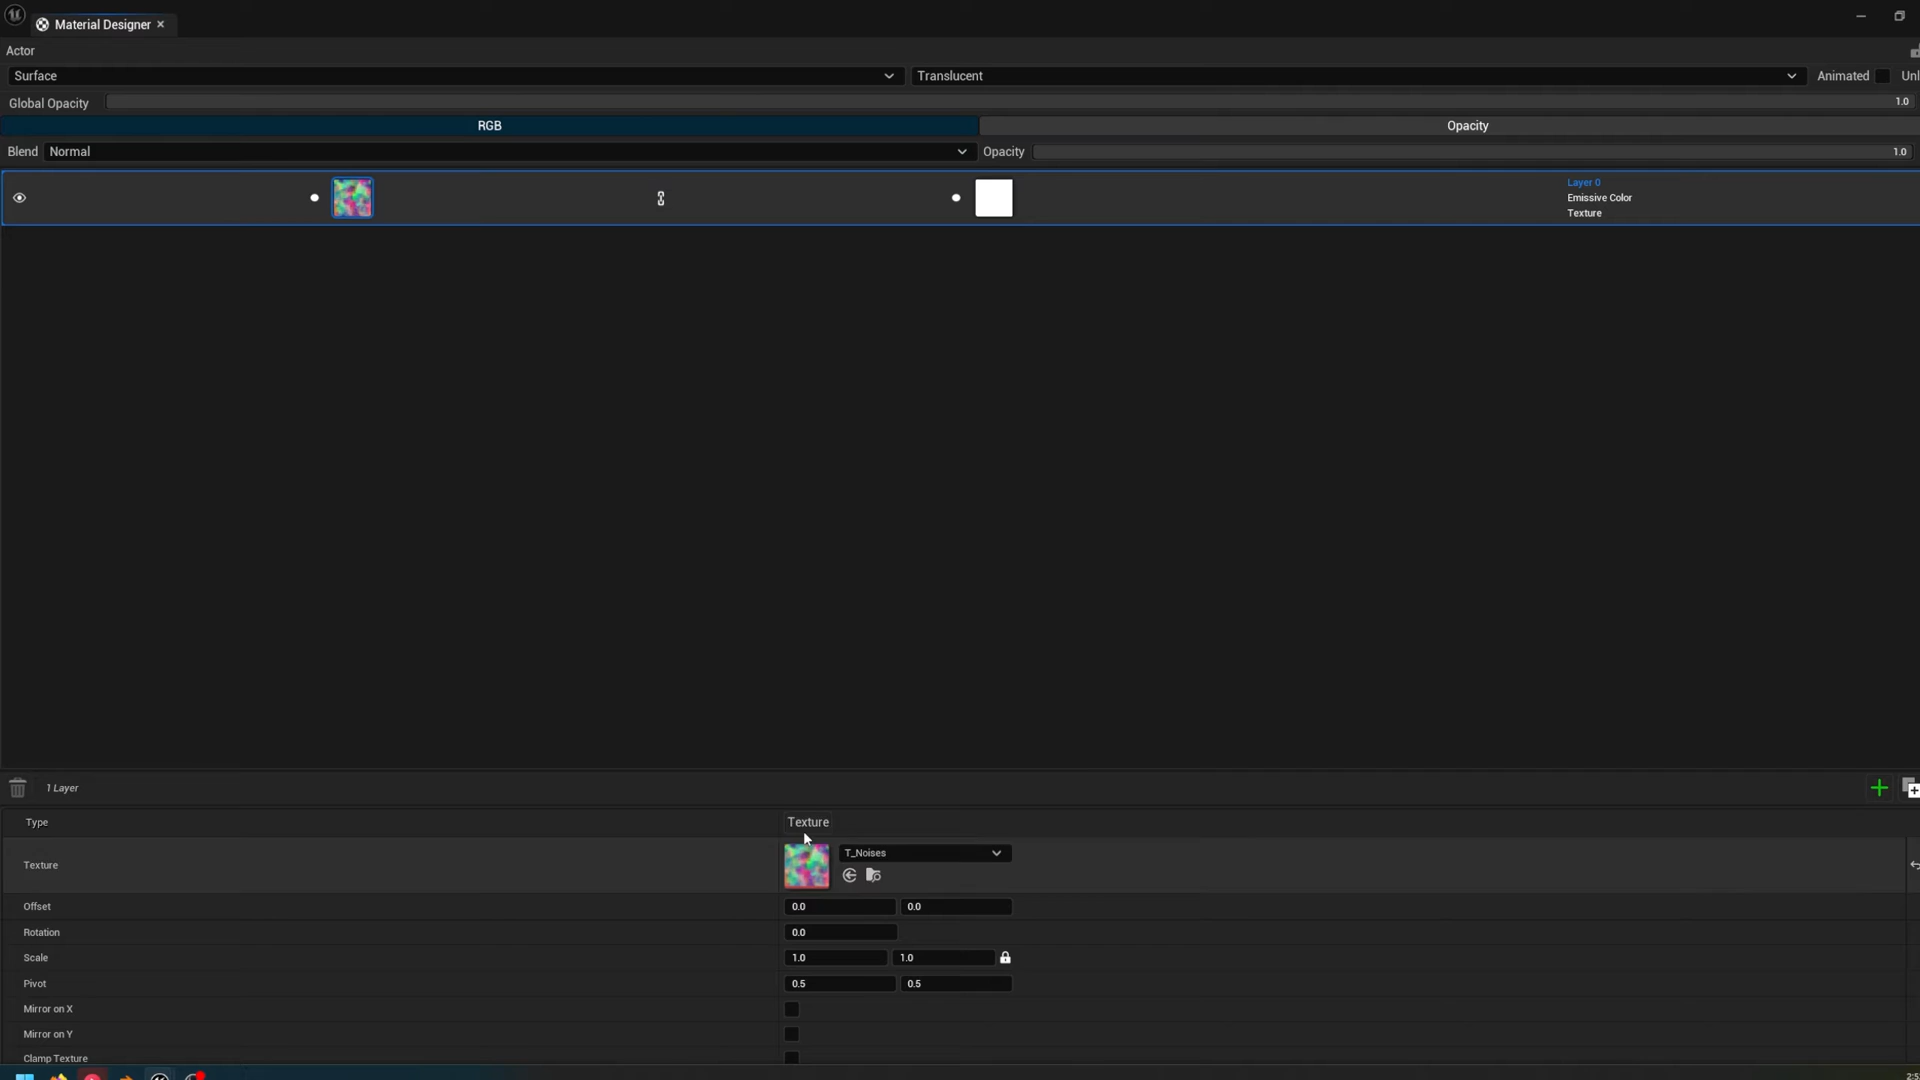 Material Designer
Actor
Surface
Translucent
Animated
Global Opacity
1.0
RGB
Opacity
Blend
Normal
Opacity
1.0
Layer 0
Emissive Color
Texture
1 Layer
Type
Texture
Texture
T_Noises
Offset
0.0
0.0
Rotation
0.0
Scale
1.0
1.0
Pivot
0.5
0.5
Mirror on X
Mirror on Y
Clamp Texture